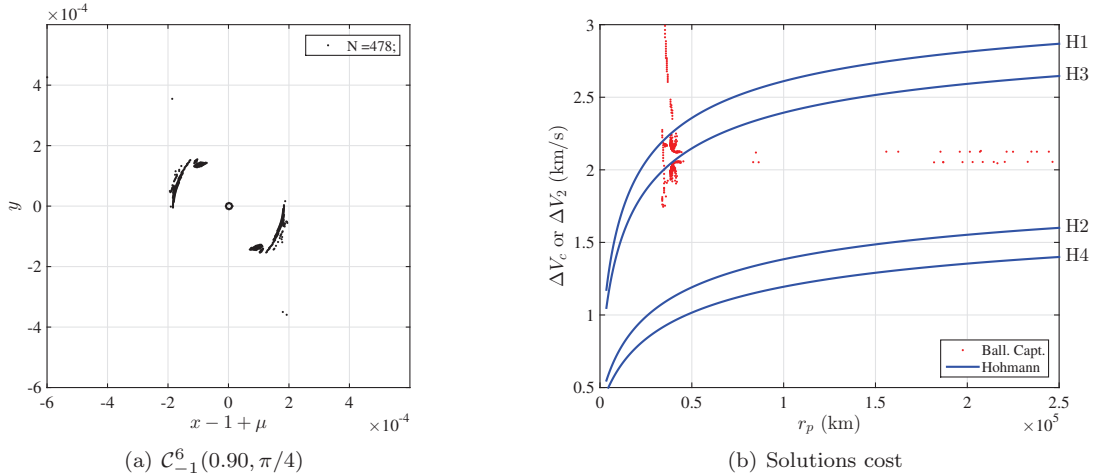 ×10⁻⁴
N =478;
4
2
0
-2
-4
-6
y
-6
-4
-2
0
2
4
x − 1 + μ
×10⁻⁴
(a) 𝒞⁶₋₁(0.90, π/4)
3
2.5
2
1.5
1
0.5
ΔV_c or ΔV_2 (km/s)
H1
H3
H2
H4
Ball. Capt.
Hohmann
0
0.5
1
1.5
2
2.5
r_p (km)
×10⁵
(b) Solutions cost